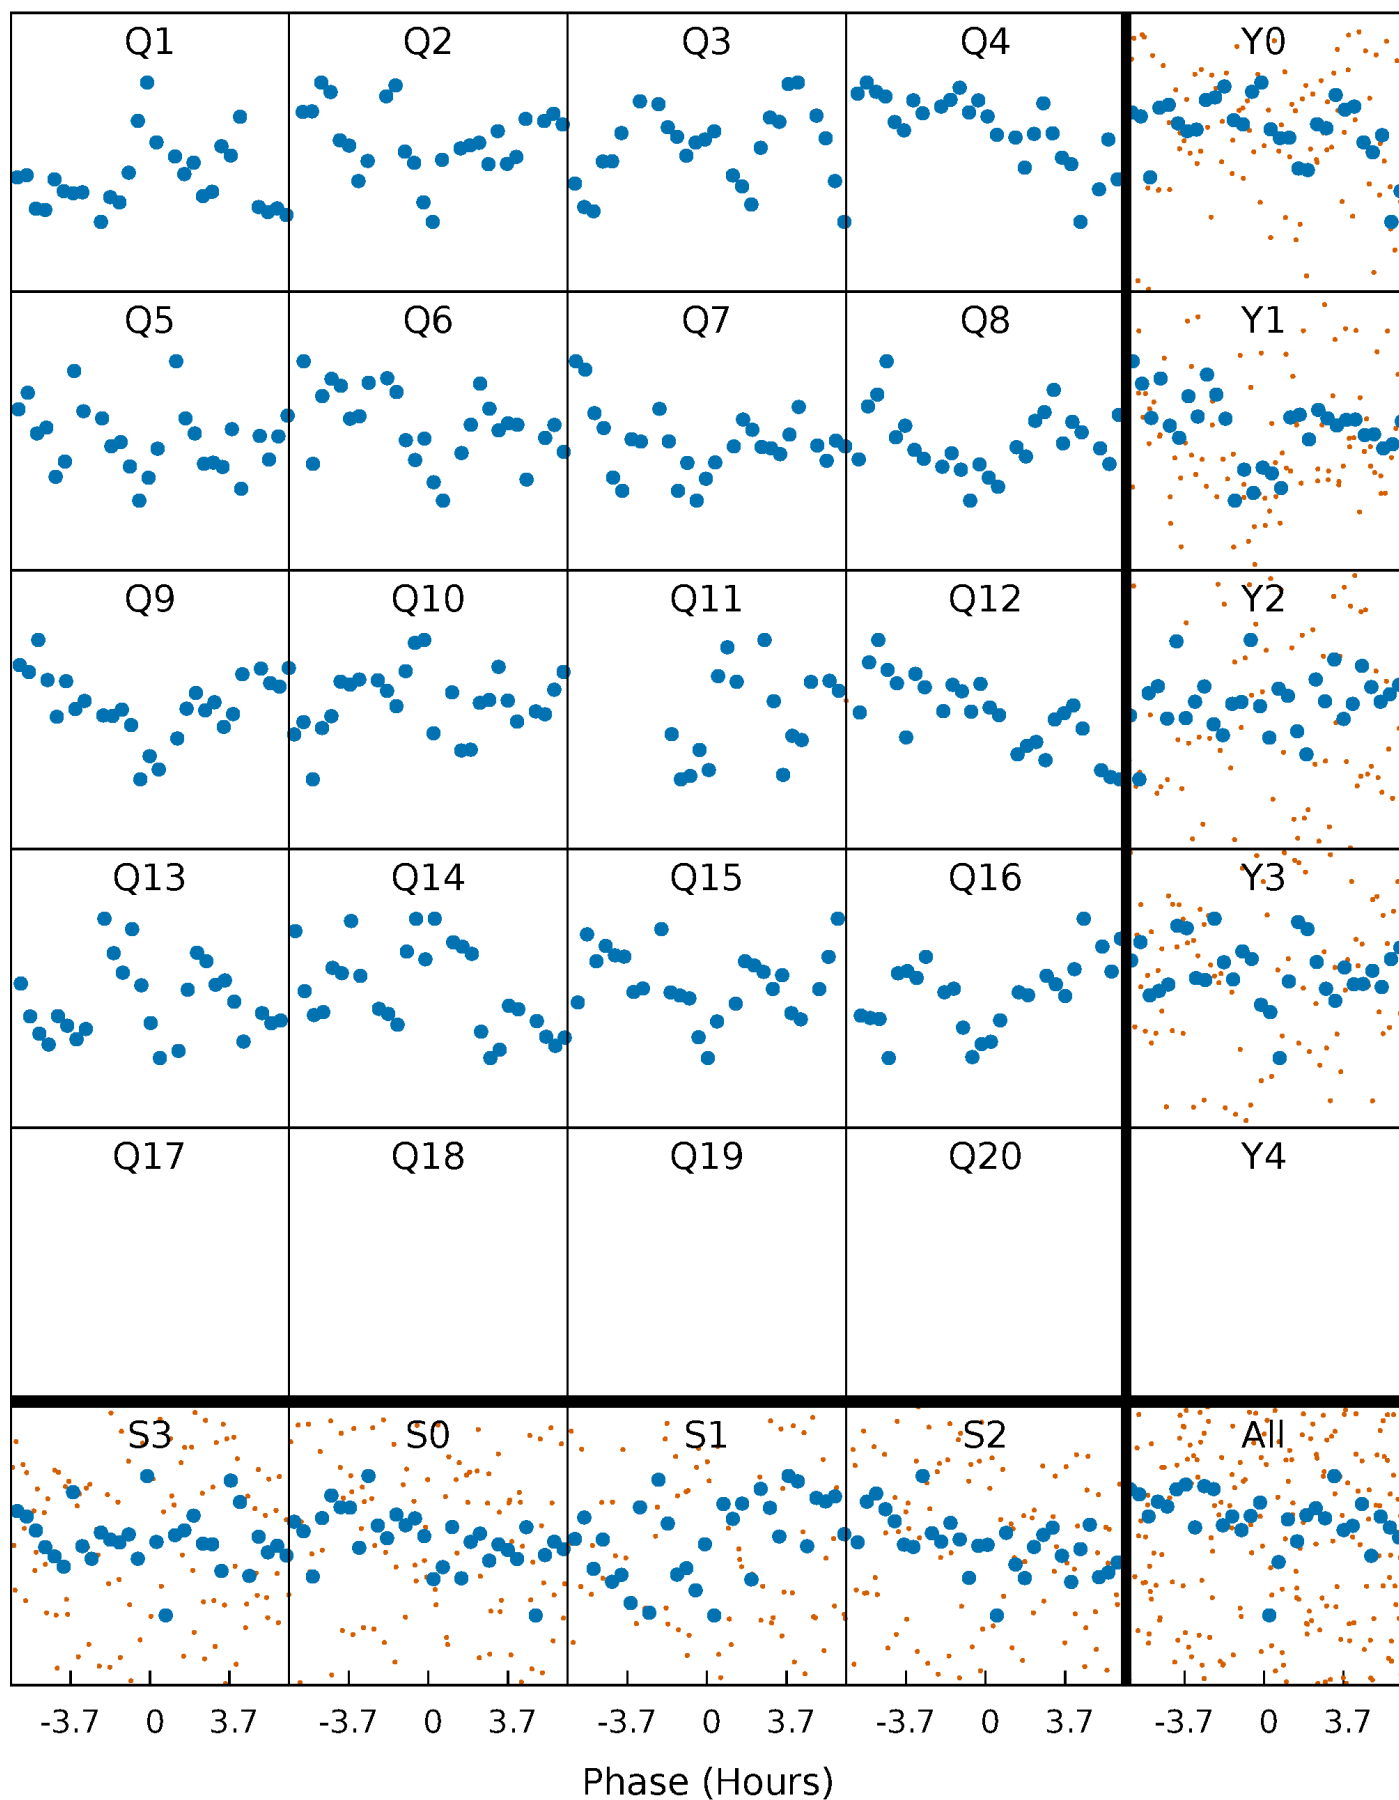 Q1 Q2 Q3 Q4 Y0
Q5 Q6 Q7 Q8 Y1
Q9 Q10 Q11 Q12 Y2
Q13 Q14 Q15 Q16 Y3
Q17 Q18 Q19 Q20 Y4
S3 S0 S1 S2 All
-3.7 0 3.7 -3.7 0 3.7 -3.7 0 3.7 -3.7 0 3.7 -3.7 0 3.7
Phase (Hours)